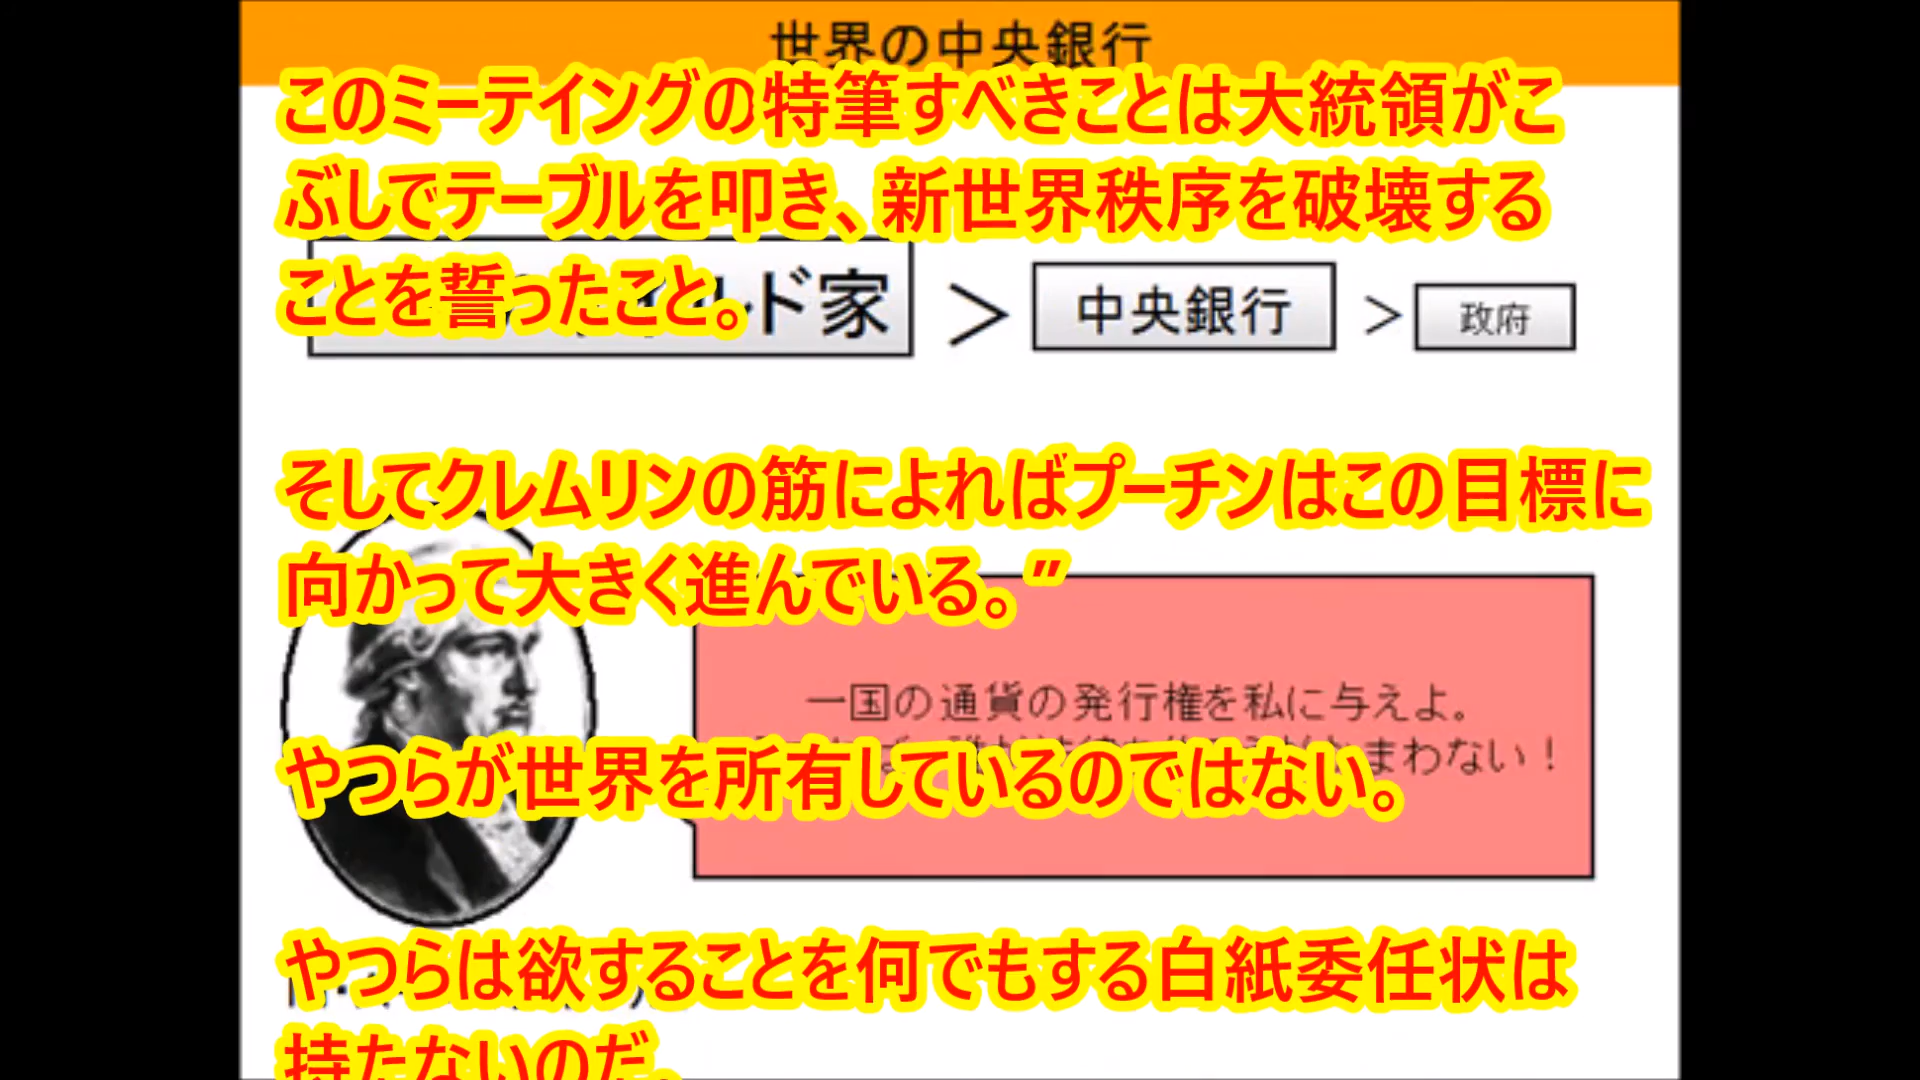 世界の中央銀行
このミーテイングの特筆すべきことは大統領がこ
ぶしでテーブルを叩き、新世界秩序を破壊する
ことを誓ったこと。
ルド家 > 中央銀行 > 政府
そしてクレムリンの筋によればプーチンはこの目標に
向かって大きく進んでいる。”
一国の通貨の発行権を私に与えよ。
まわない！
やつらが世界を所有しているのではない。
やつらは欲することを何でもする白紙委任状は
持たないのだ。